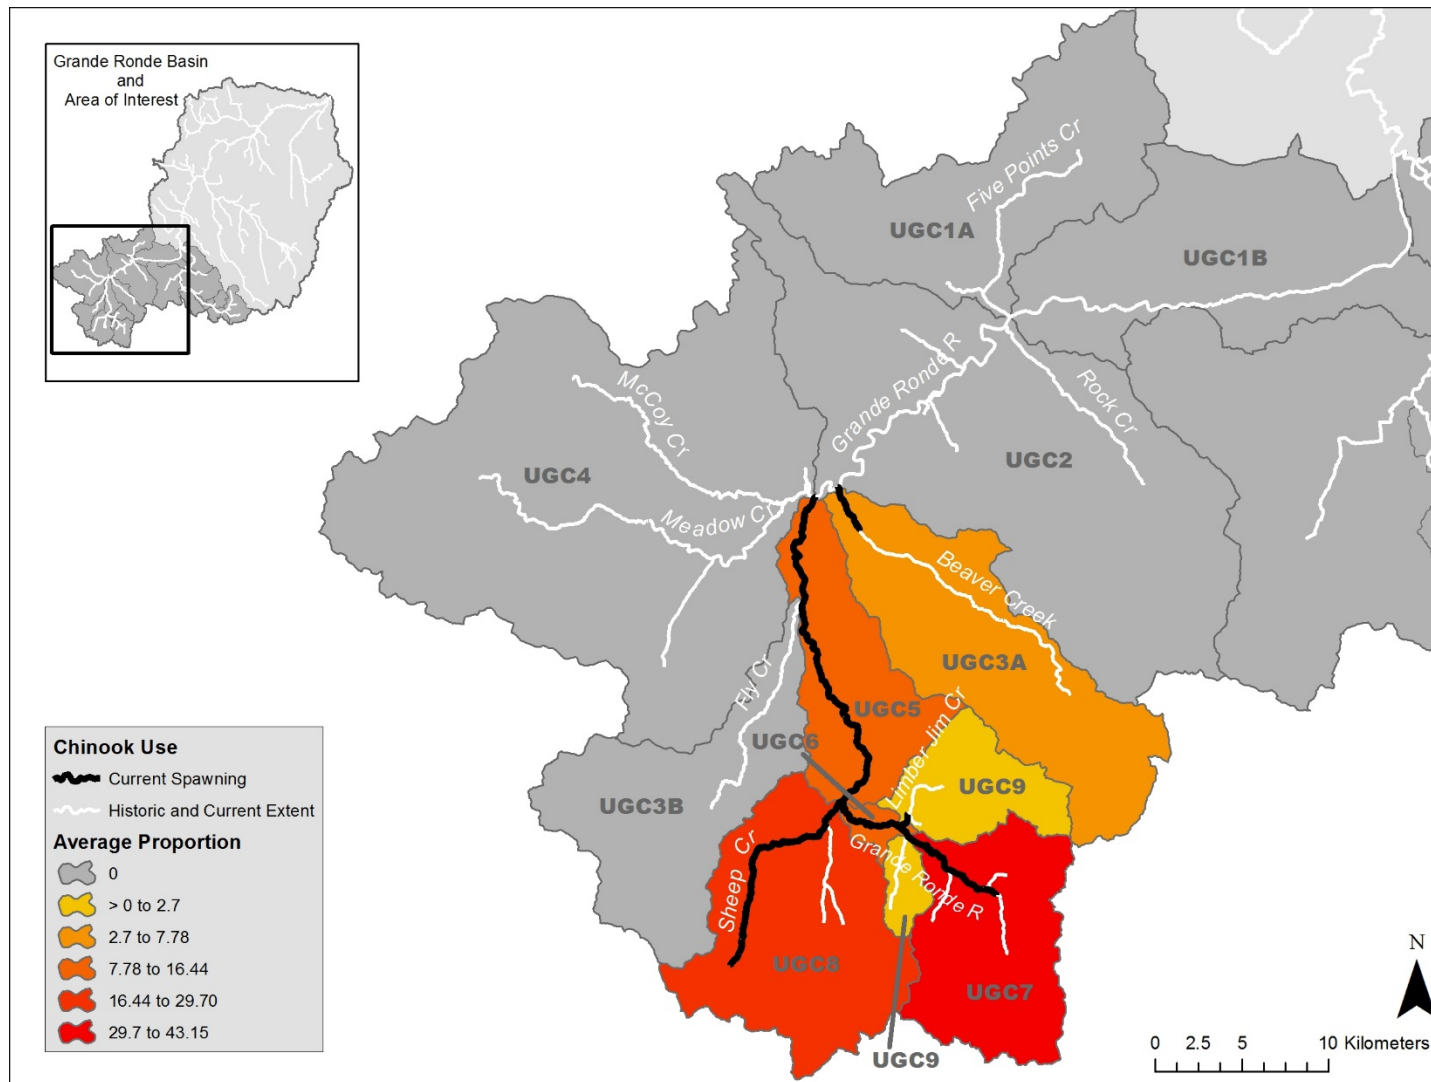 Grande Ronde Basin
and
Area of Interest
Five Points Cr
UGC1A
UGC1B
Grande Ronde R
Rock Cr
McCoy Cr
UGC2
UGC4
Meadow Cr
Beaver Creek
UGC3A
Fly Cr
UGC5
Limber Jim Cr
UGC6
UGC9
UGC3B
Grande Ronde R
Sheep Cr
UGC8
UGC7
UGC9
Chinook Use
Current Spawning
Historic and Current Extent
Average Proportion
0
> 0 to 2.7
2.7 to 7.78
7.78 to 16.44
16.44 to 29.70
29.7 to 43.15
N
0 2.5 5 10 Kilometers